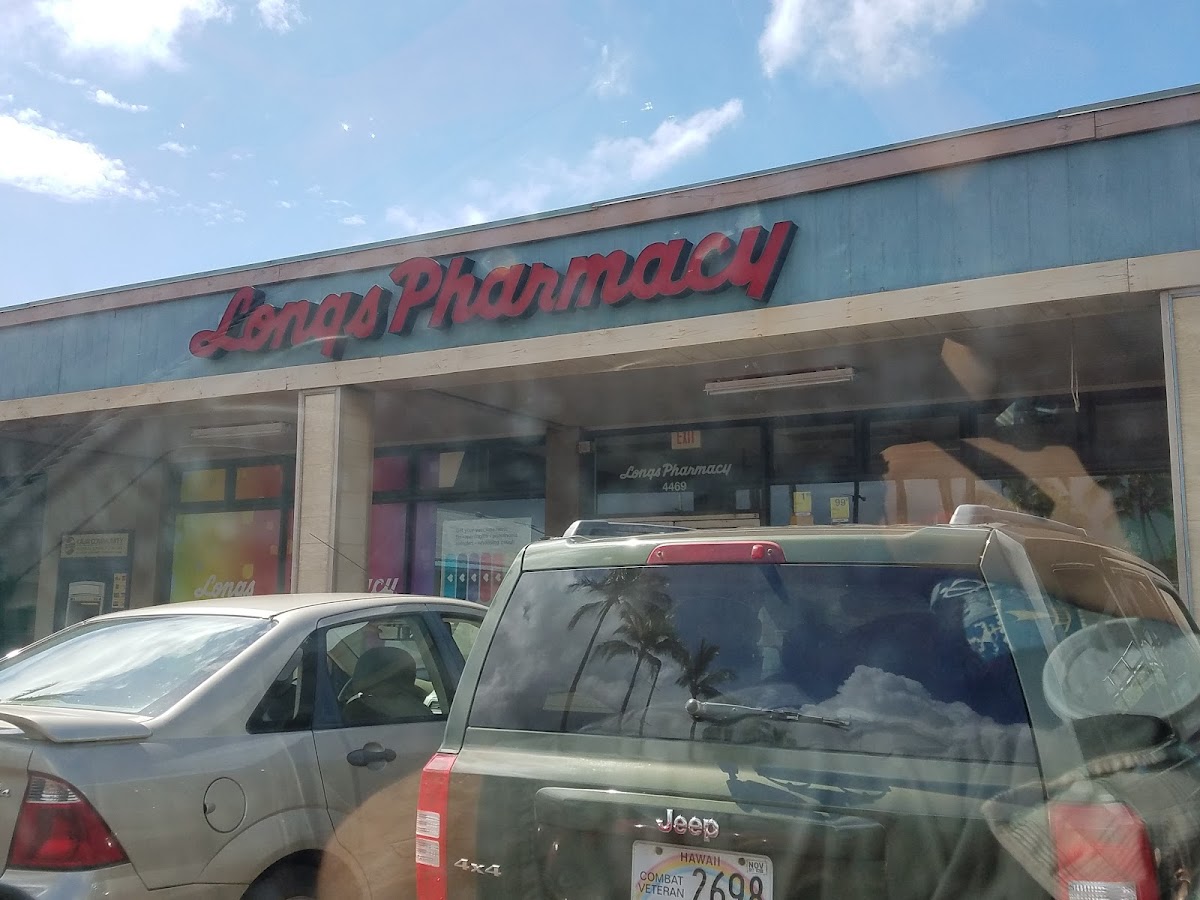 Longs Pharmacy
EXIT
Longs Pharmacy
4469
Longs
Jeep
4x4
HAWAII
NOV
COMBAT
VETERAN
2698